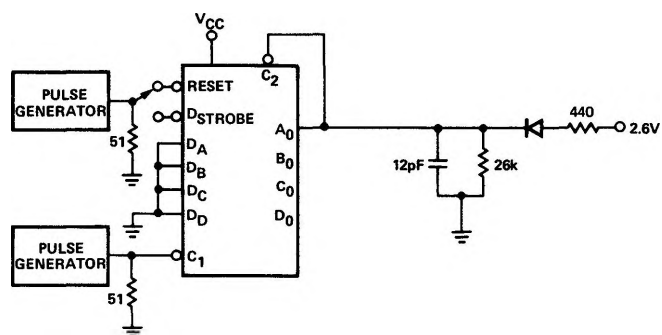 VCC
C2
PULSE
GENERATOR
RESET
DSTROBE
51
DA
DB
DC
DD
A0
B0
C0
D0
440
2.6V
12pF
26k
PULSE
GENERATOR
C1
51